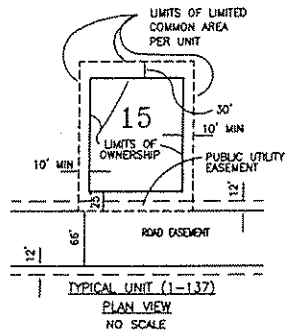 LIMITS OF LIMITED
COMMON AREA
PER UNIT
30'
15
LIMITS OF
OWNERSHIP
10' MIN
10' MIN
PUBLIC UTILITY
EASEMENT
25'
12'
66'
ROAD EASEMENT
12'
TYPICAL UNIT (1-137)
PLAN VIEW
NO SCALE